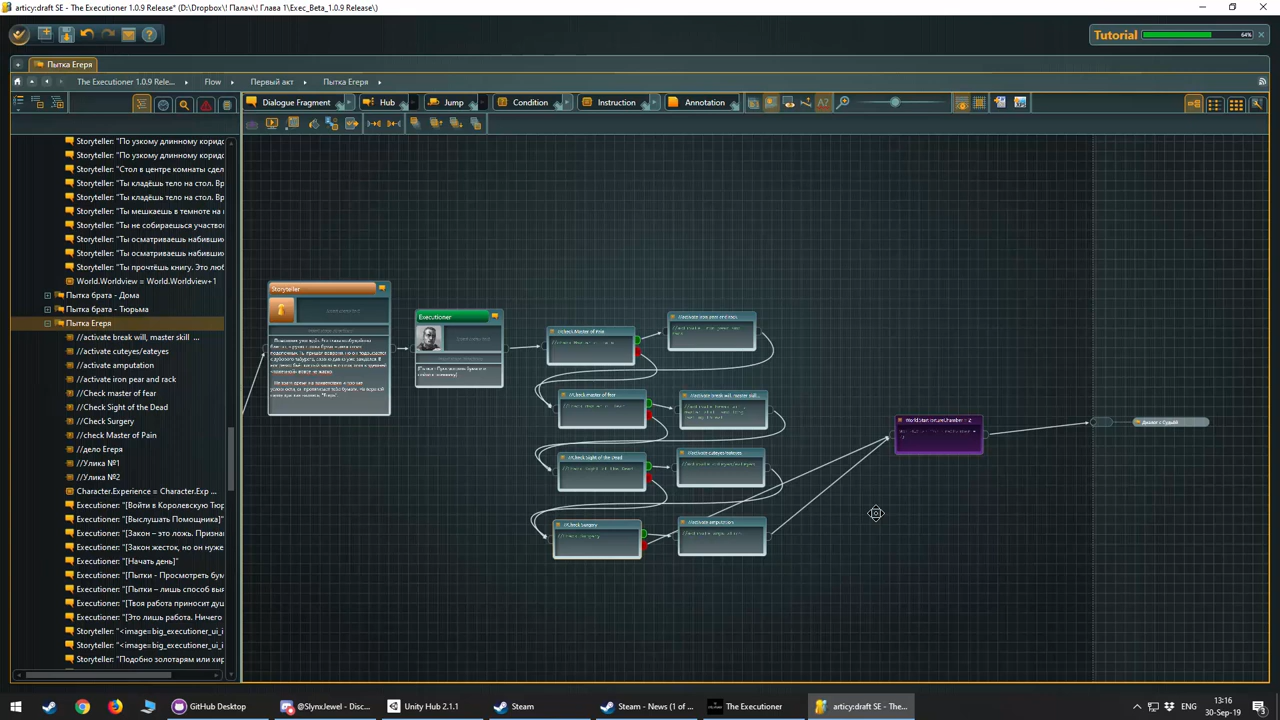 articy:draft SE - The Executioner 1.0.9 Release* (D:\Dropbox\! Палач\! Глава 1\Exec_Beta_1.0.9 Release\)
Tutorial
64%
Пытка Егеря
The Executioner 1.0.9 Rele...
Flow
Первый акт
Пытка Егеря
Dialogue Fragment
Hub
Jump
Condition
Instruction
Annotation
Storyteller: "По узкому длинному коридо
Storyteller: "По узкому длинному коридо
Storyteller: "Стол в центре комнаты сдел
Storyteller: "Ты кладёшь тело на стол. Вр
Storyteller: "Ты кладёшь тело на стол. Вр
Storyteller: "Ты мешкаешь в темноте на
Storyteller: "Ты не собираешься участвов
Storyteller: "Ты осматриваешь набивших
Storyteller: "Ты осматриваешь набивших
Storyteller: "Ты прочтёшь книгу. Это люб
World.Worldview = World.Worldview+1
Пытка брата - Дома
Пытка брата - Тюрьма
Пытка Егеря
//activate break will, master skill ...
//activate cuteyes/eateyes
//activate amputation
//activate iron pear and rack
//Check master of fear
//Check Sight of the Dead
//Check Surgery
//check Master of Pain
//дело Егеря
//Улика №1
//Улика №2
Character.Experience = Character.Exp ...
Executioner: "[Войти в Королевскую Тюр
Executioner: "[Выслушать Помощника]"
Executioner: "[Закон – это ложь. Признан
Executioner: "[Закон жесток, но он нуже
Executioner: "[Начать день]"
Executioner: "[Пытки - Просмотреть бум
Executioner: "[Пытки – лишь способ выя
Executioner: "[Твоя работа приносит душ
Executioner: "[Это лишь работа. Ничего
Storyteller: "<image=big_executioner_ui_i
Storyteller: "<image=big_executioner_ui_i
Storyteller: "Подобно золотарям или хир
Storyteller
Executioner
//check Master of Pain
//activate iron pear and rack
//Check master of fear
//activate break will, master skill...
//Check Sight of the Dead
//activate cuteyes/eateyes
//Check Surgery
//activate amputation
GitHub Desktop
@SlynxJewel - Disc...
Unity Hub 2.1.1
Steam
Steam - News (1 of ...
The Executioner
articy:draft SE - The...
ENG
13:16
30-Sep-19
3